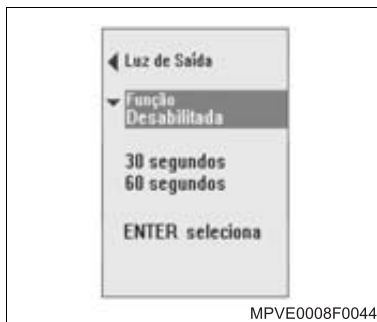 Luz de Saída
Função
Desabilitada
30 segundos
60 segundos
ENTER seleciona
MPVE0008F0044